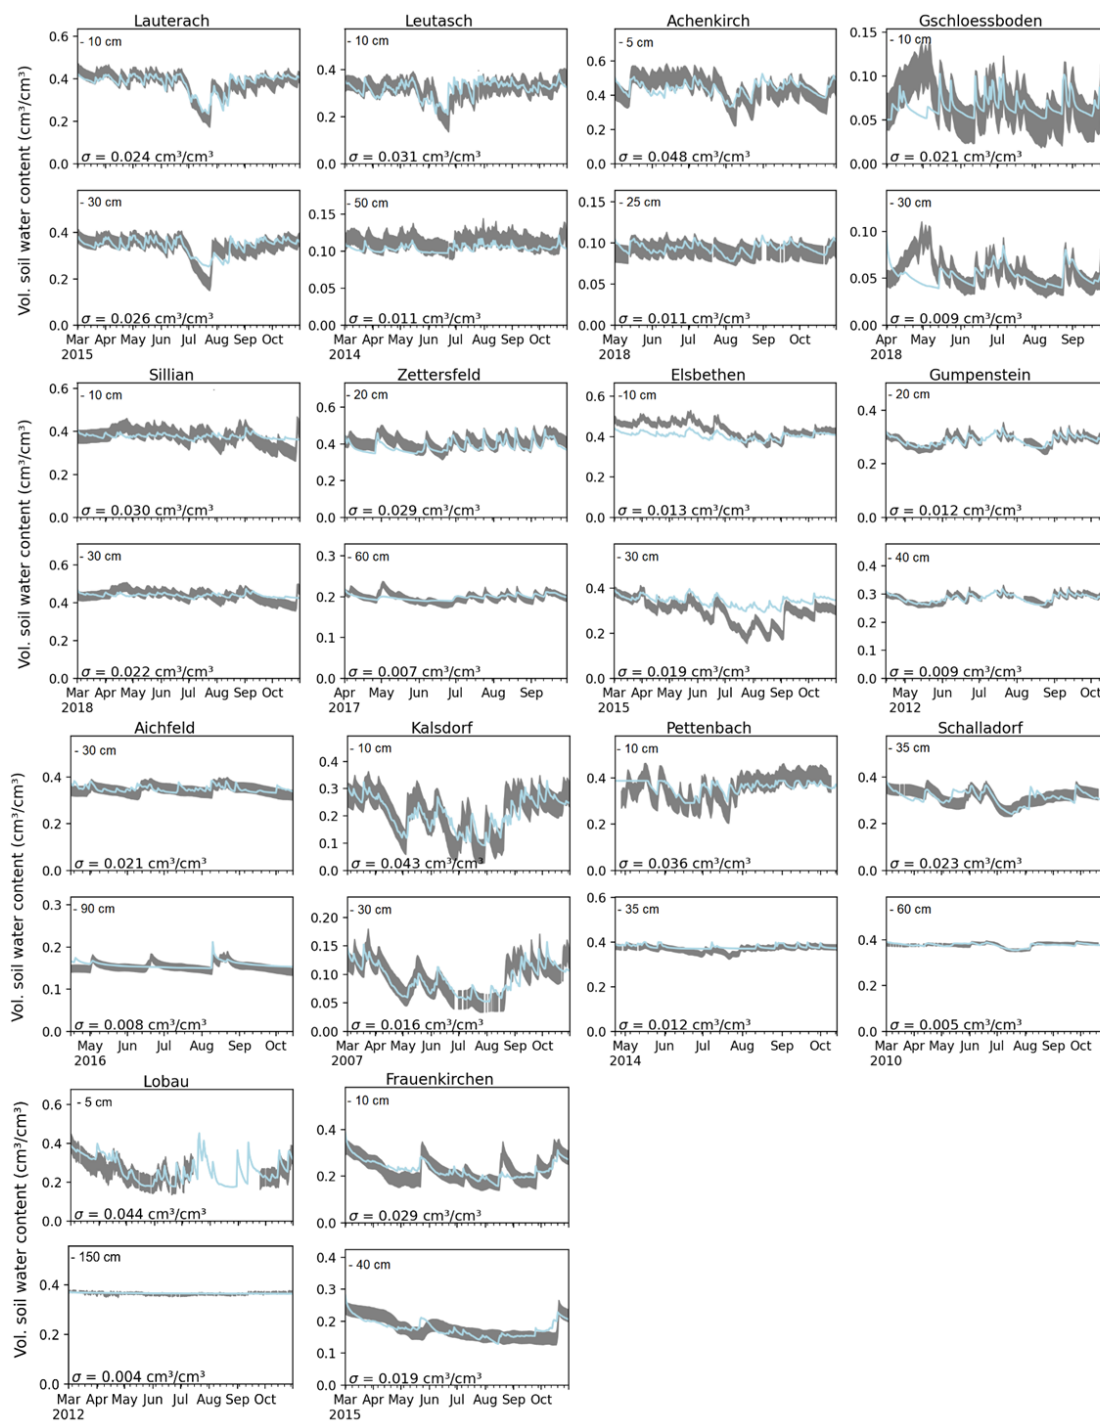 Lauterach
Leutasch
Achenkirch
Gschloessboden
Vol. soil water content (cm³/cm³)
0.6
0.4
0.2
0.0
- 10 cm
σ = 0.024 cm³/cm³
0.4
0.2
0.0
- 10 cm
σ = 0.031 cm³/cm³
0.6
0.4
0.2
0.0
- 5 cm
σ = 0.048 cm³/cm³
0.15
0.10
0.05
0.00
- 10 cm
σ = 0.021 cm³/cm³
0.4
0.2
0.0
- 30 cm
σ = 0.026 cm³/cm³
Mar Apr May Jun Jul Aug Sep Oct
2015
0.15
0.10
0.05
0.00
- 50 cm
σ = 0.011 cm³/cm³
Mar Apr May Jun Jul Aug Sep Oct
2014
0.15
0.10
0.05
0.00
- 25 cm
σ = 0.011 cm³/cm³
May Jun Jul Aug Sep Oct
2018
0.10
0.05
0.00
- 30 cm
σ = 0.009 cm³/cm³
Apr May Jun Jul Aug Sep
2018
Sillian
Zettersfeld
Elsbethen
Gumpenstein
Vol. soil water content (cm³/cm³)
0.6
0.4
0.2
0.0
- 10 cm
σ = 0.030 cm³/cm³
0.6
0.4
0.2
0.0
- 20 cm
σ = 0.029 cm³/cm³
0.6
0.4
0.2
0.0
-10 cm
σ = 0.013 cm³/cm³
0.4
0.2
0.0
- 20 cm
σ = 0.012 cm³/cm³
0.6
0.4
0.2
0.0
- 30 cm
σ = 0.022 cm³/cm³
Mar Apr May Jun Jul Aug Sep Oct
2018
0.3
0.2
0.1
0.0
- 60 cm
σ = 0.007 cm³/cm³
Apr May Jun Jul Aug Sep
2017
0.4
0.2
0.0
- 30 cm
σ = 0.019 cm³/cm³
Mar Apr May Jun Jul Aug Sep Oct
2015
0.4
0.3
0.2
0.1
0.0
- 40 cm
σ = 0.009 cm³/cm³
May Jun Jul Aug Sep Oct
2012
Aichfeld
Kalsdorf
Pettenbach
Schalladorf
Vol. soil water content (cm³/cm³)
0.4
0.2
0.0
- 30 cm
σ = 0.021 cm³/cm³
0.4
0.3
0.2
0.1
0.0
- 10 cm
σ = 0.043 cm³/cm³
0.4
0.2
0.0
- 10 cm
σ = 0.036 cm³/cm³
0.4
0.2
0.0
- 35 cm
σ = 0.023 cm³/cm³
0.3
0.2
0.1
0.0
- 90 cm
σ = 0.008 cm³/cm³
May Jun Jul Aug Sep Oct
2016
0.20
0.15
0.10
0.05
0.00
- 30 cm
σ = 0.016 cm³/cm³
Mar Apr May Jun Jul Aug Sep Oct
2007
0.6
0.4
0.2
0.0
- 35 cm
σ = 0.012 cm³/cm³
May Jun Jul Aug Sep Oct
2014
0.4
0.2
0.0
- 60 cm
σ = 0.005 cm³/cm³
Mar Apr May Jun Jul Aug Sep Oct
2010
Lobau
Frauenkirchen
Vol. soil water content (cm³/cm³)
0.6
0.4
0.2
0.0
- 5 cm
σ = 0.044 cm³/cm³
0.4
0.2
0.0
- 10 cm
σ = 0.029 cm³/cm³
0.4
0.2
0.0
- 150 cm
σ = 0.004 cm³/cm³
Mar Apr May Jun Jul Aug Sep Oct
2012
0.4
0.3
0.2
0.1
0.0
- 40 cm
σ = 0.019 cm³/cm³
Mar Apr May Jun Jul Aug Sep Oct
2015